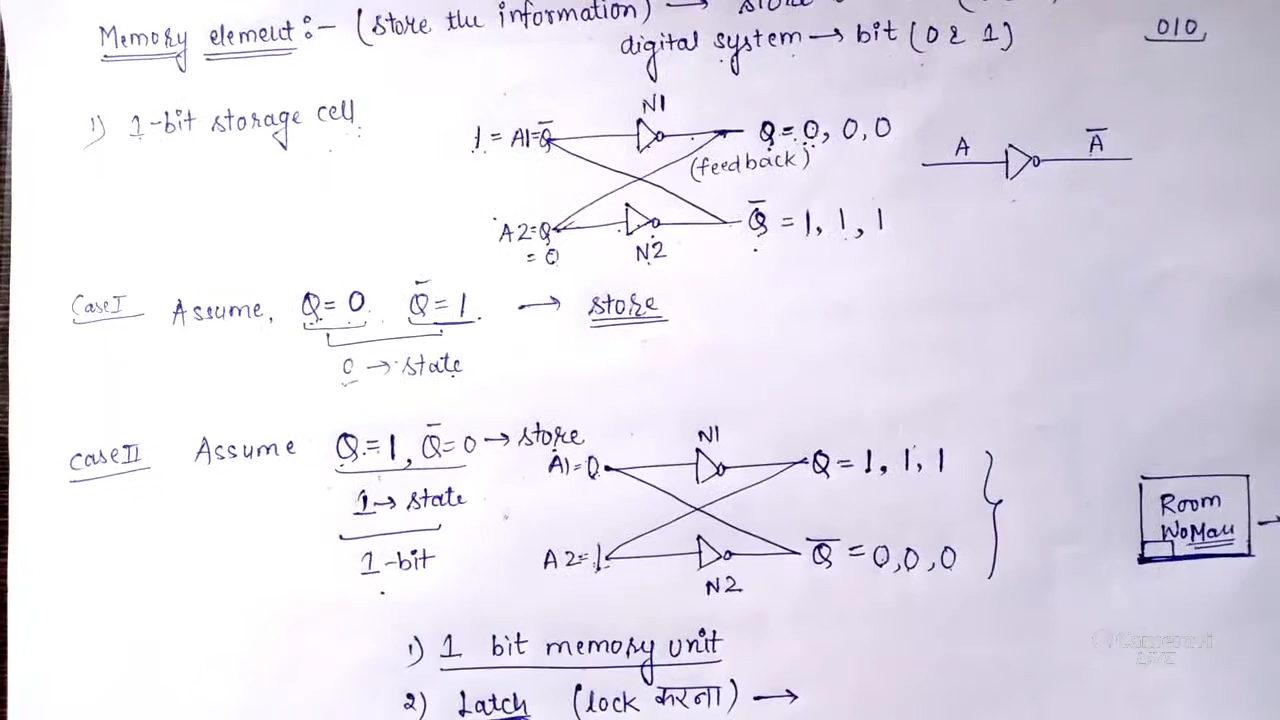 Memory element :- (store the information) →
digital system → bit (0 & 1)
010
1) 1-bit storage cell
N1
1 = A1=Q̅
Q = 0, 0, 0
(feedback)
A
A̅
A2=Q
= 0
N2
Q̅ = 1, 1, 1
Case I Assume, Q = 0 Q̅ = 1. → store
0 → state
Case II Assume Q = 1, Q̅ = 0 → store
1 → state
1-bit
N1
A1=0
Q = 1, 1, 1
A2=1
Q̅ = 0,0,0
N2
Room
WoMan
1) 1 bit memory unit
2) Latch (lock करना) →